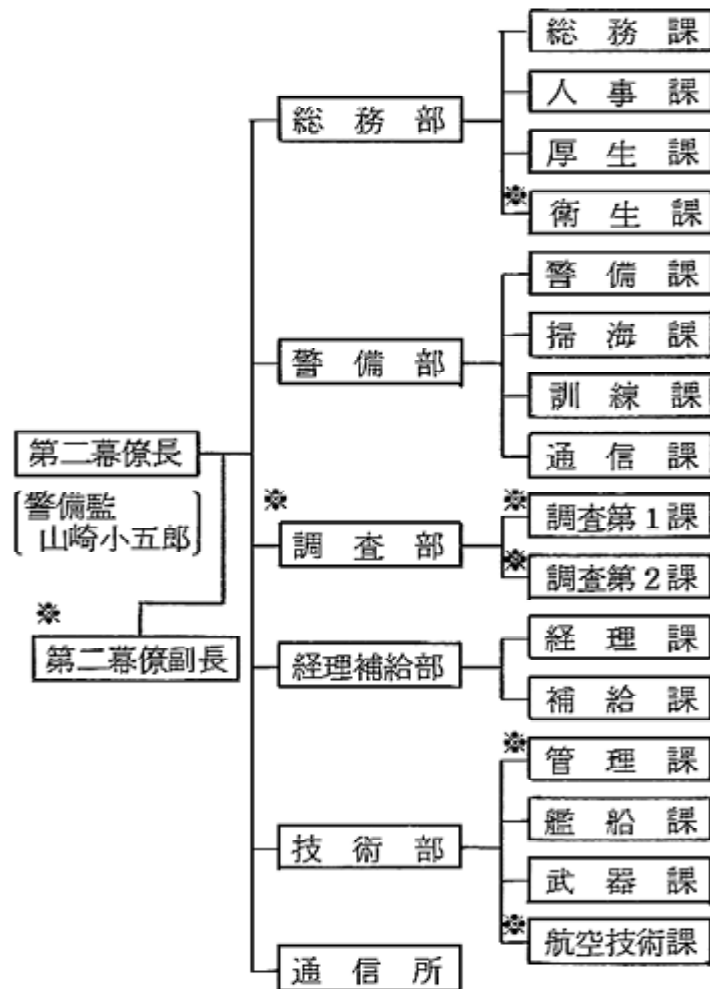 第二幕僚長
警備監
山崎小五郎
※
第二幕僚副長
総務部
総務課
人事課
厚生課
※
衛生課
警備部
警備課
掃海課
訓練課
通信課
※
調査部
※
調査第1課
※
調査第2課
経理補給部
経理課
補給課
技術部
※
管理課
艦船課
武器課
※
航空技術課
通信所